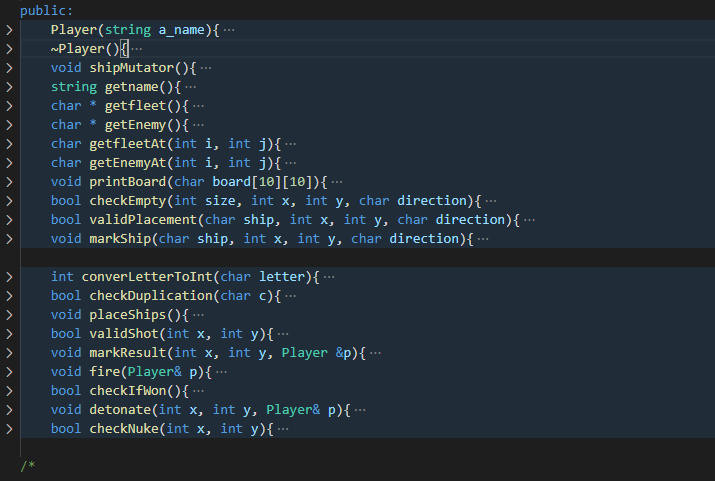 public:
Player(string a_name){ ···
~Player(){ ···
void shipMutator(){ ···
string getname(){ ···
char * getfleet(){ ···
char * getEnemy(){ ···
char getfleetAt(int i, int j){ ···
char getEnemyAt(int i, int j){ ···
void printBoard(char board[10][10]){ ···
bool checkEmpty(int size, int x, int y, char direction){ ···
bool validPlacement(char ship, int x, int y, char direction){ ···
void markShip(char ship, int x, int y, char direction){ ···
int converLetterToInt(char letter){ ···
bool checkDuplication(char c){ ···
void placeShips(){ ···
bool validShot(int x, int y){ ···
void markResult(int x, int y, Player &p){ ···
void fire(Player& p){ ···
bool checkIfWon(){ ···
void detonate(int x, int y, Player& p){ ···
bool checkNuke(int x, int y){ ···
/*